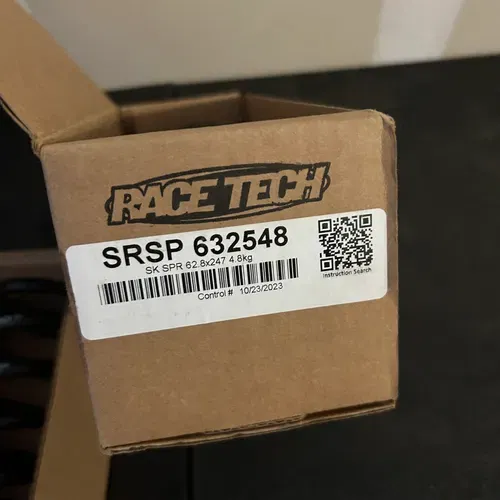 RACE TECH
SRSP 632548
SK SPR 62.8x247 4.8kg
Control # 10/23/2023
Instruction Search